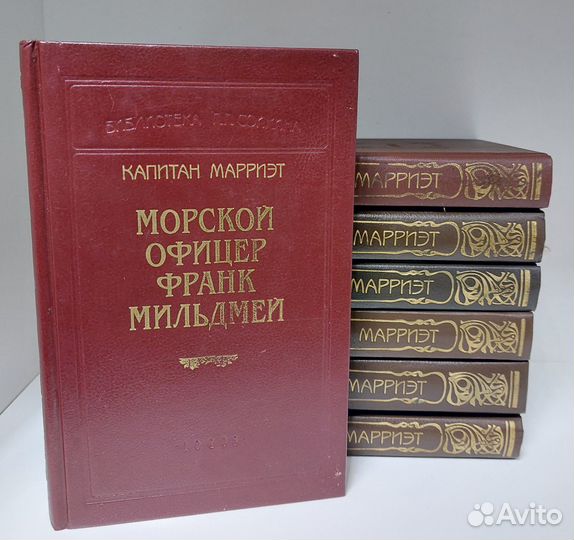 БИБЛИОТЕКА П.П.СОЙКИНА
КАПИТАН МАРРИЭТ
МОРСКОЙ
ОФИЦЕР
ФРАНК
МИЛЬДМЕЙ
МАРРИЭТ
МАРРИЭТ
МАРРИЭТ
МАРРИЭТ
МАРРИЭТ
МАРРИЭТ
Avito